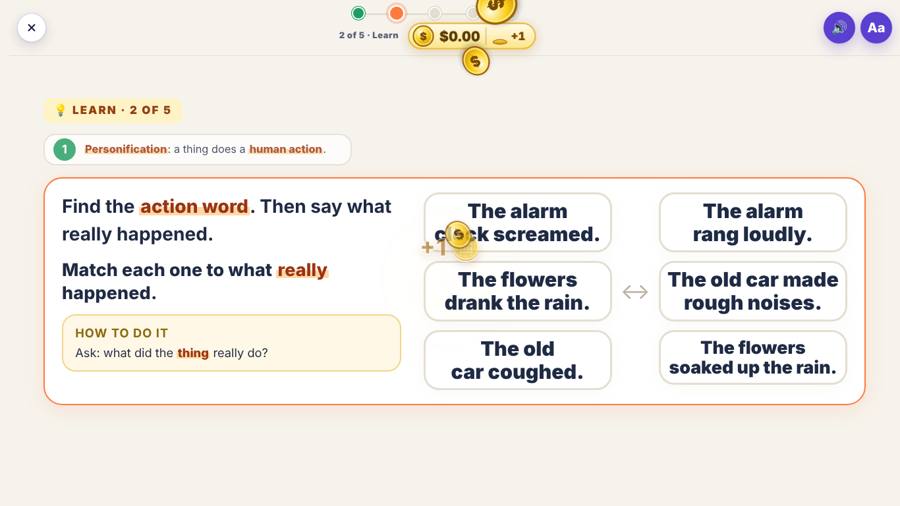 2 of 5 · Learn
$0.00
+1
Aa
LEARN · 2 OF 5
1
Personification: a thing does a human action.
Find the action word. Then say what
really happened.
Match each one to what really
happened.
HOW TO DO IT
Ask: what did the thing really do?
The alarm
clock screamed.
+1
The flowers
drank the rain.
The old
car coughed.
The alarm
rang loudly.
The old car made
rough noises.
The flowers
soaked up the rain.